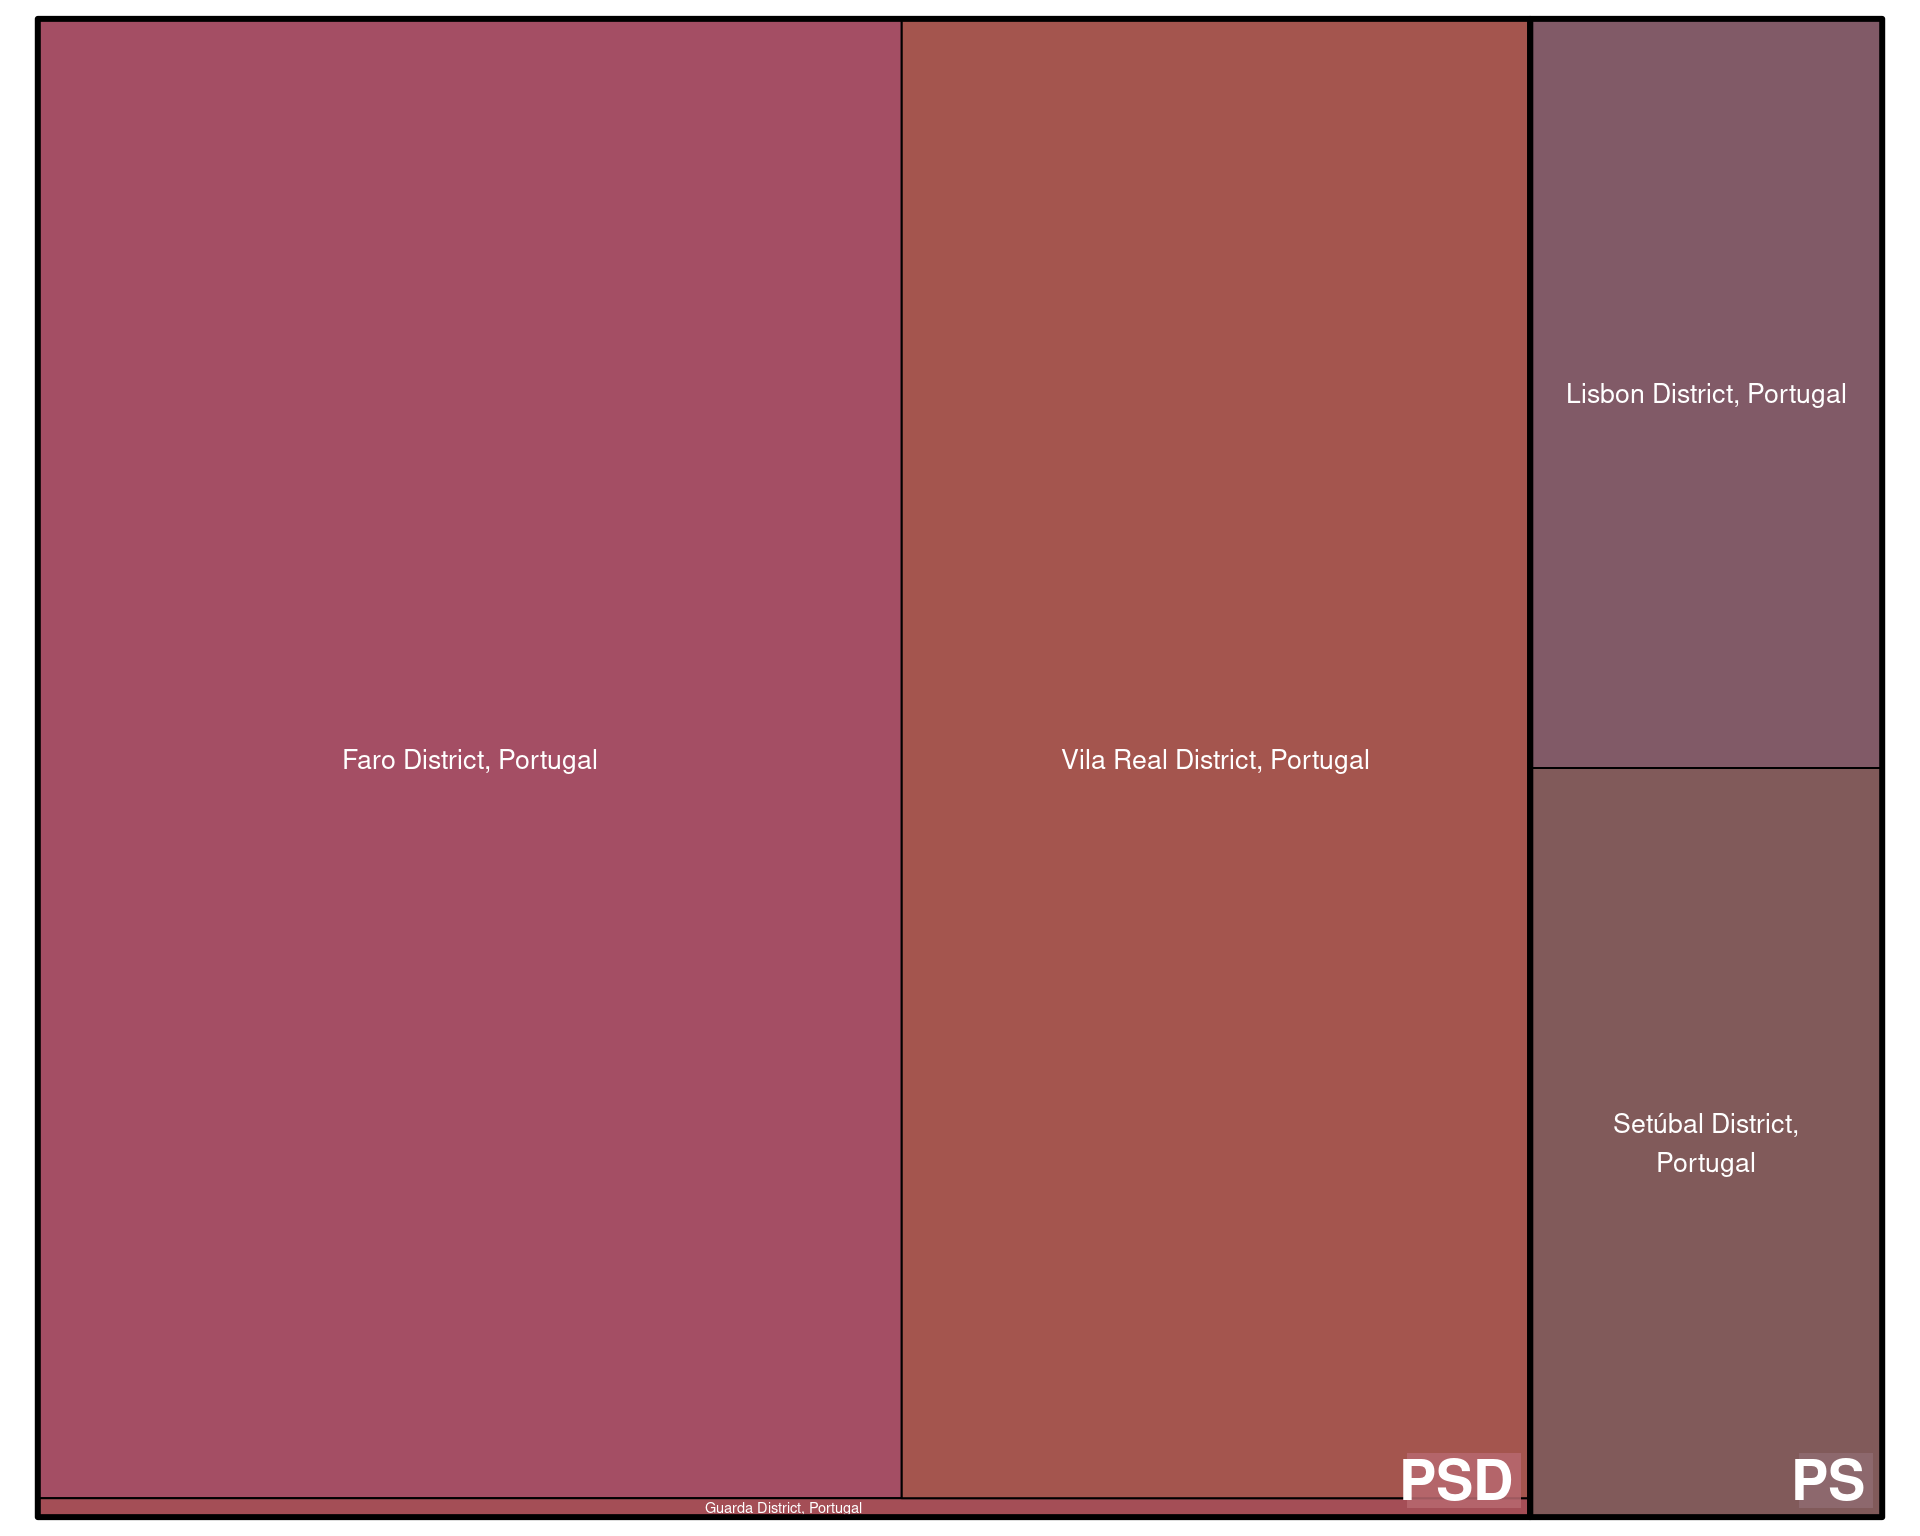 Lisbon District, Portugal
Faro District, Portugal
Vila Real District, Portugal
Setúbal District,
Portugal
PSD
PS
Guarda District, Portugal